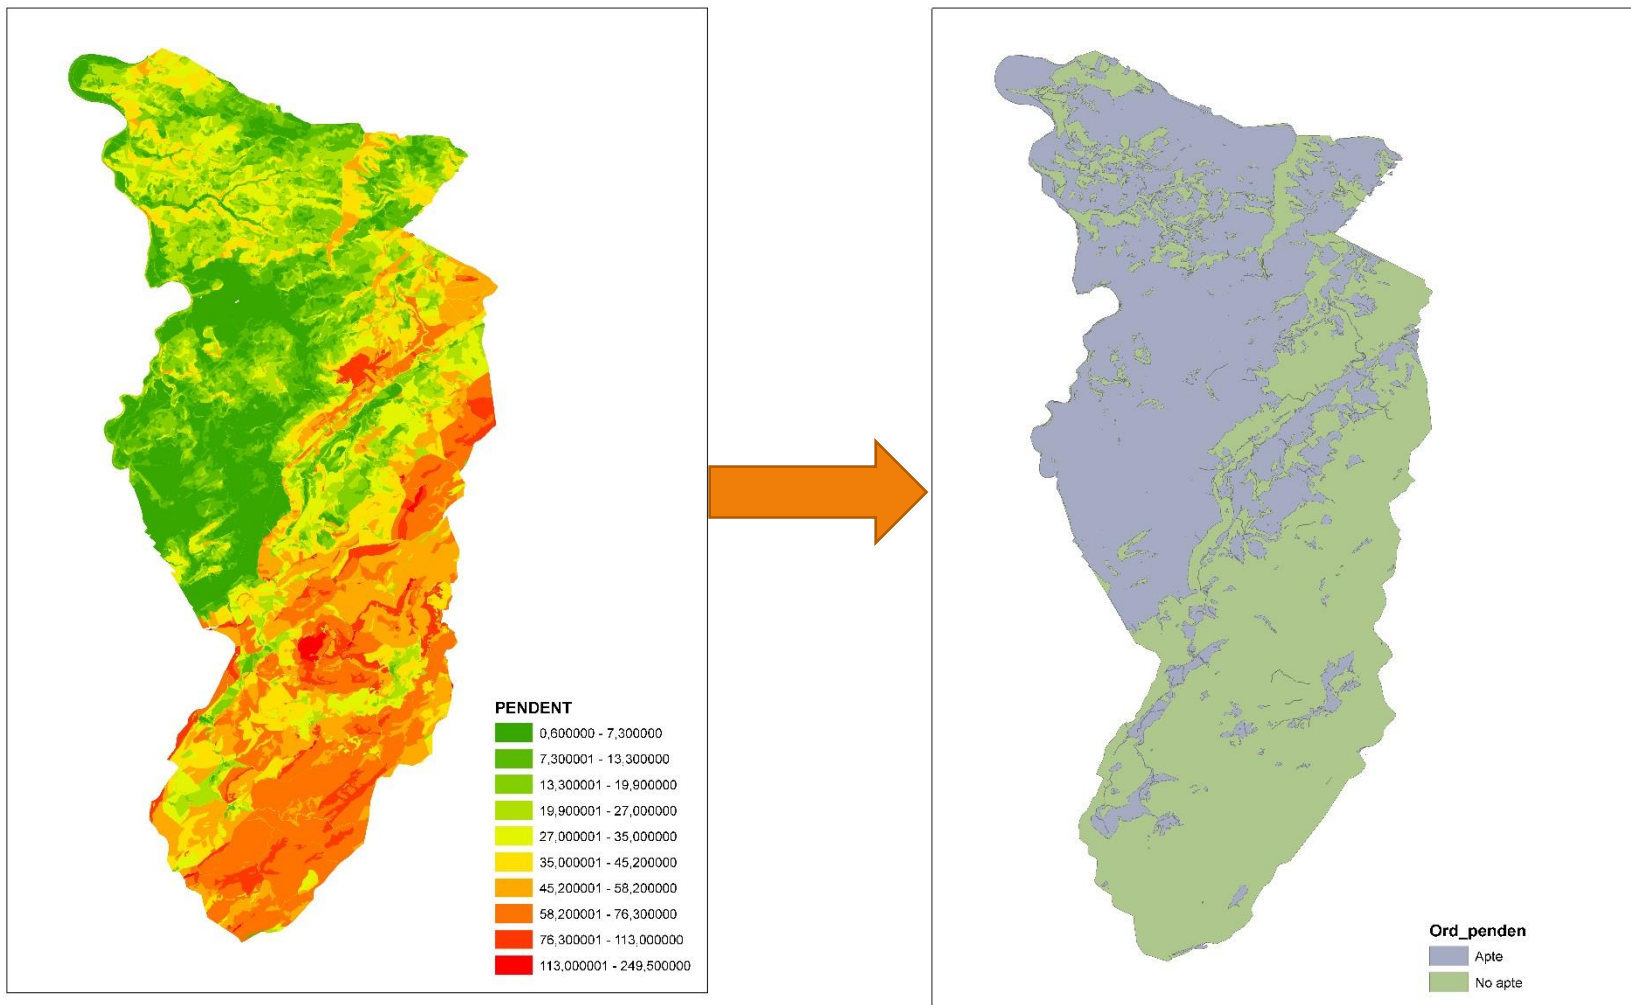 PENDENT
0,600000 - 7,300000
7,300001 - 13,300000
13,300001 - 19,900000
19,900001 - 27,000000
27,000001 - 35,000000
35,000001 - 45,200000
45,200001 - 58,200000
58,200001 - 76,300000
76,300001 - 113,000000
113,000001 - 249,500000
Ord_penden
Apte
No apte